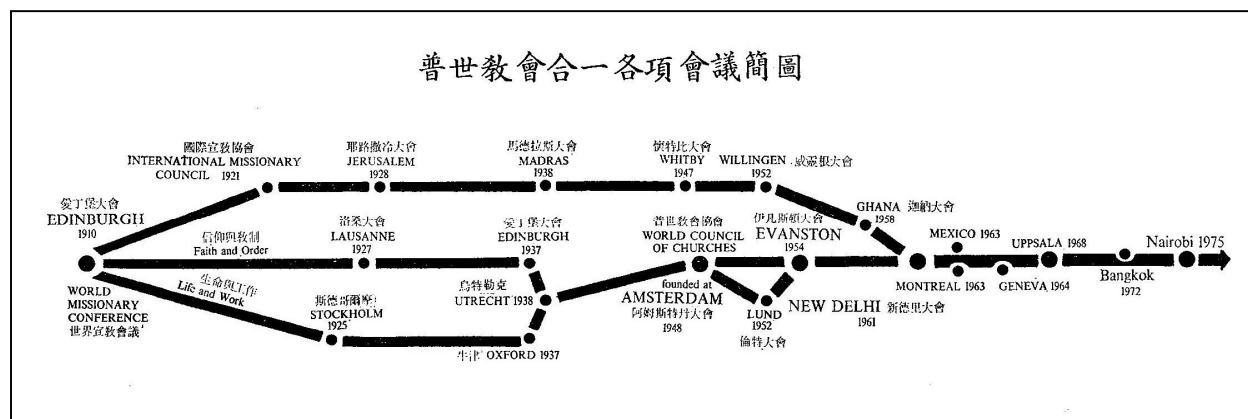 普世教會合一各項會議簡圖
國際宣教協會
INTERNATIONAL MISSIONARY
COUNCIL 1921
耶路撒冷大會
JERUSALEM
1928
馬德拉斯大會
MADRAS
1938
懷特比大會
WHITBY
1947
WILLINGEN 威靈根大會
1952
GHANA 迦納大會
1958
愛丁堡大會
EDINBURGH
1910
信仰與教制
Faith and Order
洛桑大會
LAUSANNE
1927
愛丁堡大會
EDINBURGH
1937
普世教會協會
WORLD COUNCIL
OF CHURCHES
伊凡斯頓大會
EVANSTON
1954
MEXICO 1963
UPPSALA 1968
Nairobi 1975
WORLD
MISSIONARY
CONFERENCE
世界宣教會議
生命與工作
Life and Work
斯德哥爾摩
STOCKHOLM
1925
烏特勒克
UTRECHT 1938
牛津 OXFORD 1937
founded at
AMSTERDAM
阿姆斯特丹大會
1948
LUND
1952
倫特大會
NEW DELHI 新德里大會
1961
MONTREAL 1963
GENEVA 1964
Bangkok
1972